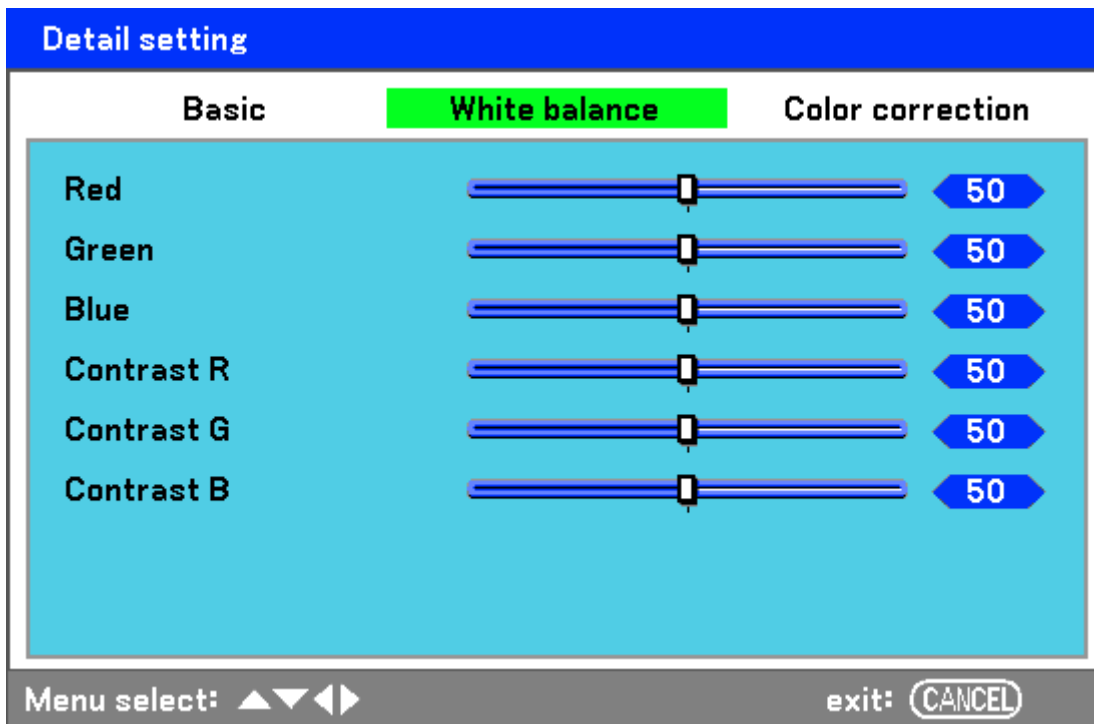 Detail setting
Basic White balance Color correction
Red 50
Green 50
Blue 50
Contrast R 50
Contrast G 50
Contrast B 50
Menu select: ▲▼◀▶ exit: CANCEL